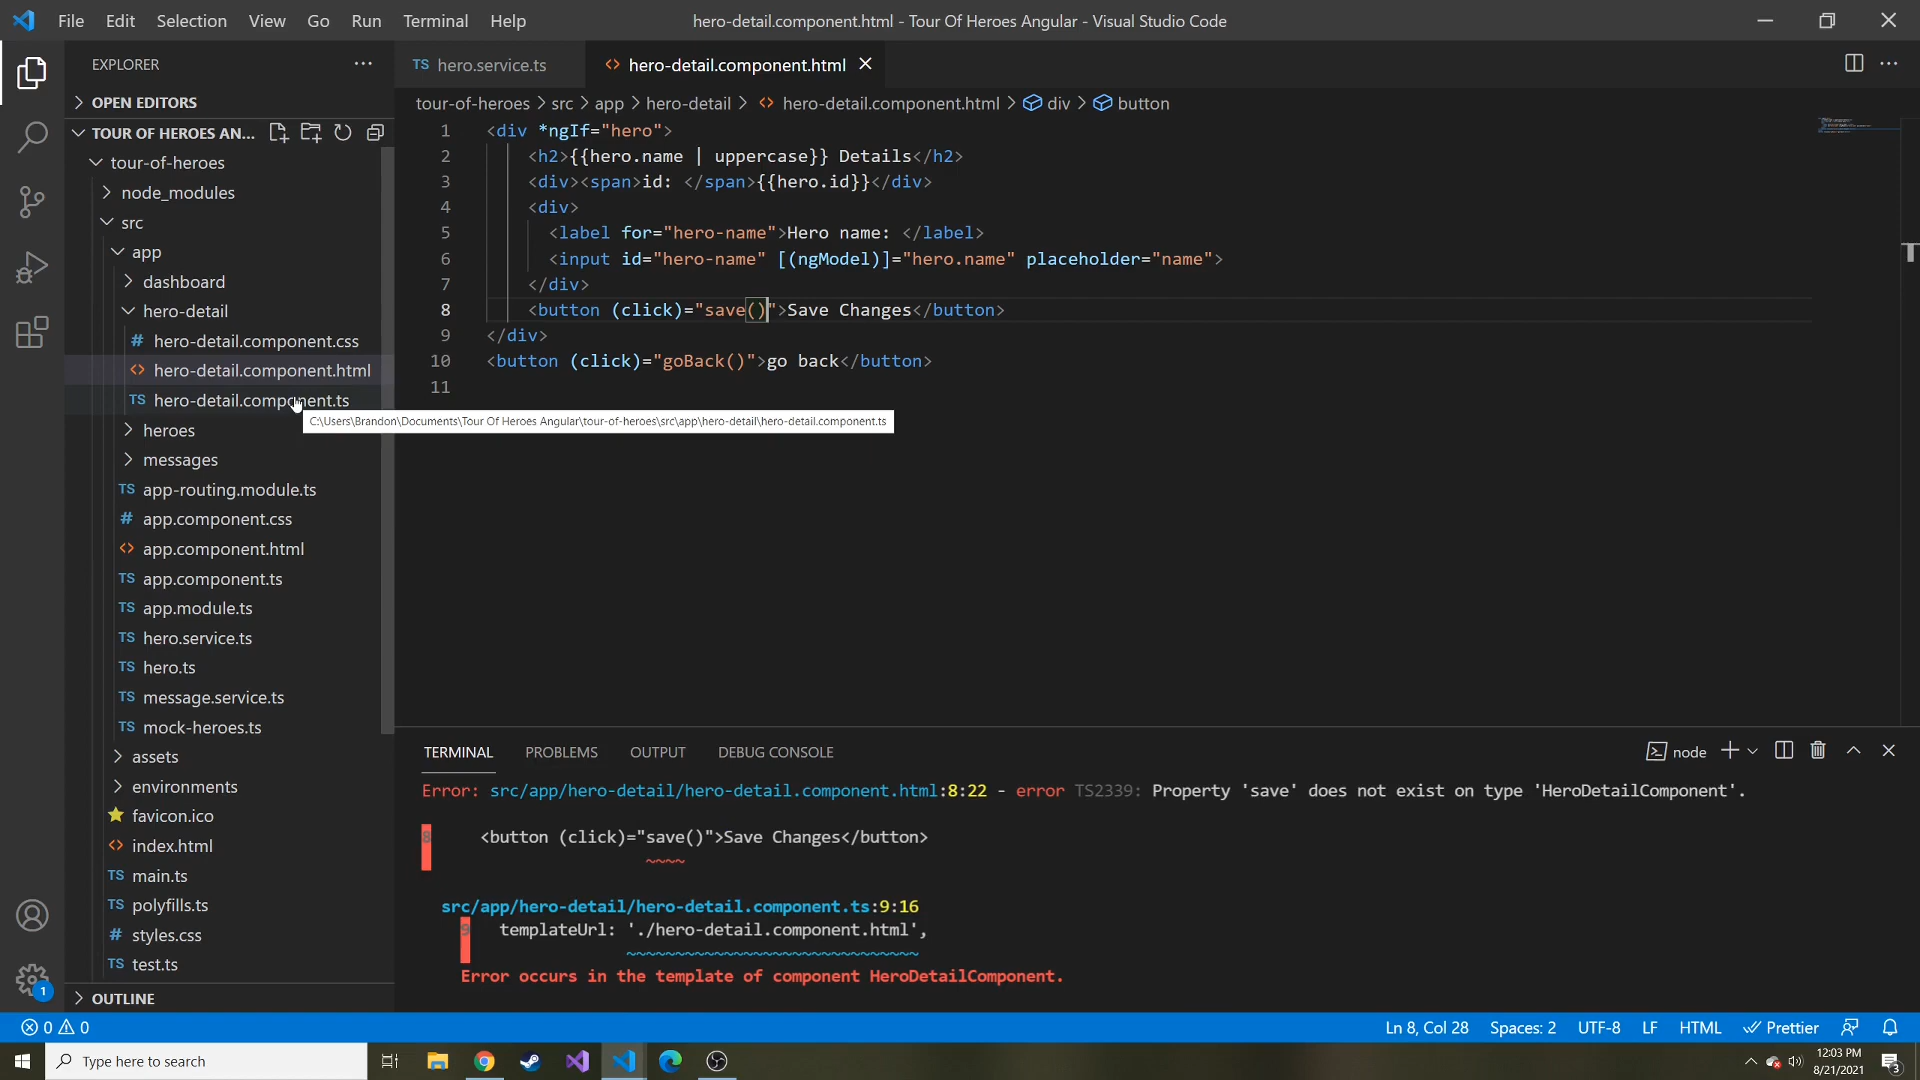 File Edit Selection View Go Run Terminal Help
hero-detail.component.html - Tour Of Heroes Angular - Visual Studio Code
EXPLORER
OPEN EDITORS
TOUR OF HEROES AN...
tour-of-heroes
node_modules
src
app
dashboard
hero-detail
# hero-detail.component.css
<> hero-detail.component.html
TS hero-detail.component.ts
heroes
messages
TS app-routing.module.ts
# app.component.css
<> app.component.html
TS app.component.ts
TS app.module.ts
TS hero.service.ts
TS hero.ts
TS message.service.ts
TS mock-heroes.ts
assets
environments
favicon.ico
<> index.html
TS main.ts
TS polyfills.ts
# styles.css
TS test.ts
OUTLINE
TS hero.service.ts
<> hero-detail.component.html
tour-of-heroes > src > app > hero-detail > <> hero-detail.component.html > div > button
1 <div *ngIf="hero">
2 <h2>{{hero.name | uppercase}} Details</h2>
3 <div><span>id: </span>{{hero.id}}</div>
4 <div>
5 <label for="hero-name">Hero name: </label>
6 <input id="hero-name" [(ngModel)]="hero.name" placeholder="name">
7 </div>
8 <button (click)="save()">Save Changes</button>
9 </div>
10 <button (click)="goBack()">go back</button>
11
C:\Users\Brandon\Documents\Tour Of Heroes Angular\tour-of-heroes\src\app\hero-detail\hero-detail.component.ts
TERMINAL PROBLEMS OUTPUT DEBUG CONSOLE
node
Error: src/app/hero-detail/hero-detail.component.html:8:22 - error TS2339: Property 'save' does not exist on type 'HeroDetailComponent'.
8 <button (click)="save()">Save Changes</button>
~~~~
src/app/hero-detail/hero-detail.component.ts:9:16
9 templateUrl: './hero-detail.component.html',
~~~~~~~~~~~~~~~~~~~~~~~~~~~~~~
Error occurs in the template of component HeroDetailComponent.
1
0 0
Ln 8, Col 28 Spaces: 2 UTF-8 LF HTML Prettier
Type here to search
12:03 PM
8/21/2021
3